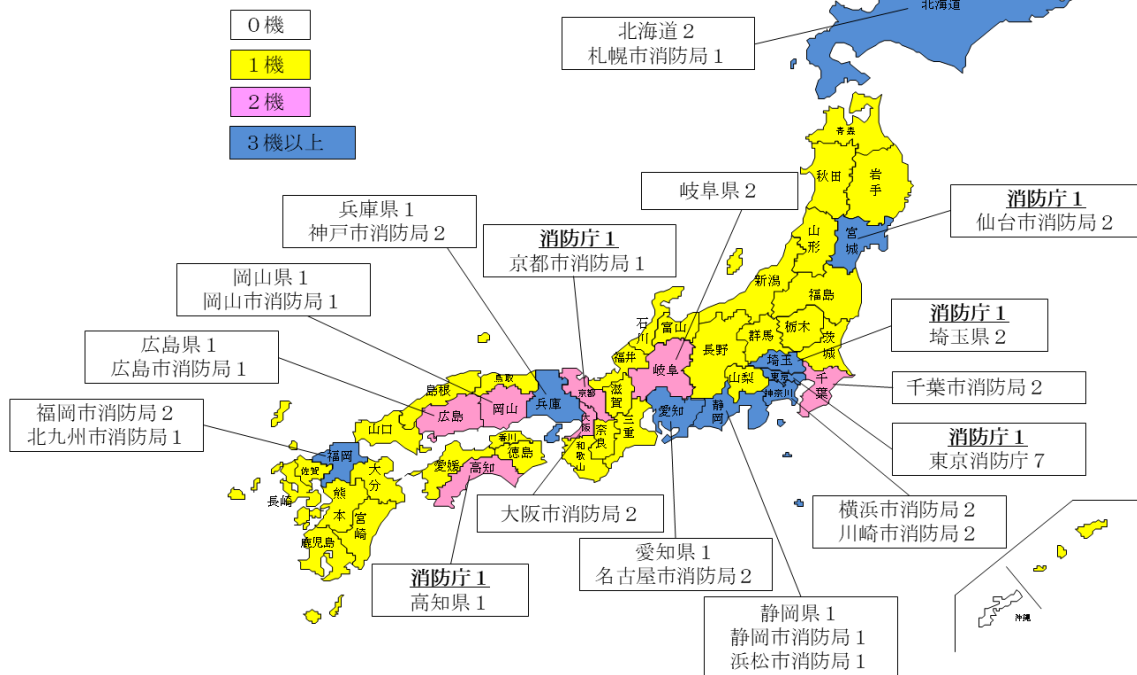 ０機
１機
２機
３機以上
北海道
北海道２
札幌市消防局１
青森
秋田
岩手
岐阜県２
消防庁１
仙台市消防局２
兵庫県１
神戸市消防局２
消防庁１
京都市消防局１
山形
宮城
岡山県１
岡山市消防局１
新潟
福島
消防庁１
埼玉県２
石川
富山
群馬
栃木
茨城
広島県１
広島市消防局１
福井
長野
埼玉
岐阜
東京
山梨
神奈川
千葉
千葉市消防局２
島根
鳥取
京都
滋賀
兵庫
岡山
広島
愛知
静岡
福岡市消防局２
北九州市消防局１
大阪
奈良
三重
山口
香川
徳島
和歌山
消防庁１
東京消防庁７
福岡
佐賀
大分
愛媛
高知
長崎
熊本
宮崎
鹿児島
大阪市消防局２
横浜市消防局２
川崎市消防局２
愛知県１
名古屋市消防局２
消防庁１
高知県１
静岡県１
静岡市消防局１
浜松市消防局１
沖縄